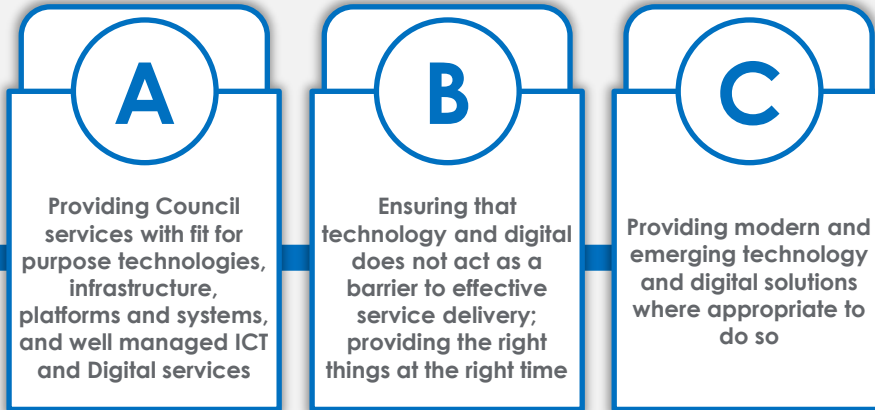 A
Providing Council
services with fit for
purpose technologies,
infrastructure,
platforms and systems,
and well managed ICT
and Digital services
B
Ensuring that
technology and digital
does not act as a
barrier to effective
service delivery;
providing the right
things at the right time
C
Providing modern and
emerging technology
and digital solutions
where appropriate to
do so